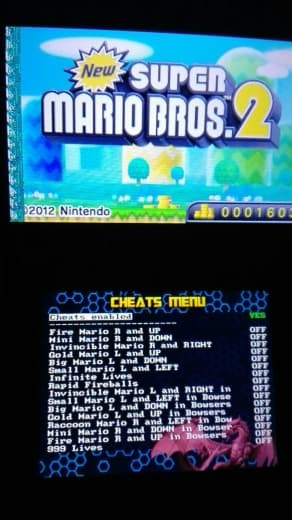 New
SUPER
MARIO BROS. 2
©2012 Nintendo
000160
CHEATS MENU
Cheats enabled YES
--------------------
Fire Mario R and UP OFF
Mini Mario R and DOWN OFF
Invincible Mario R and RIGHT OFF
Gold Mario L and UP OFF
Big Mario L and DOWN OFF
Small Mario L and LEFT OFF
Infinite Lives OFF
Rapid Fireballs OFF
Invincible Mario L and RIGHT in OFF
Small Mario L and LEFT in Bowse OFF
Big Mario L and DOWN in Bowsers OFF
Gold Mario L and UP in Bowsers OFF
Raccoon Mario R and LEFT in Bow OFF
Mini Mario R and DOWN in Bowser OFF
Fire Mario R and UP in Bowsers OFF
999 Lives OFF